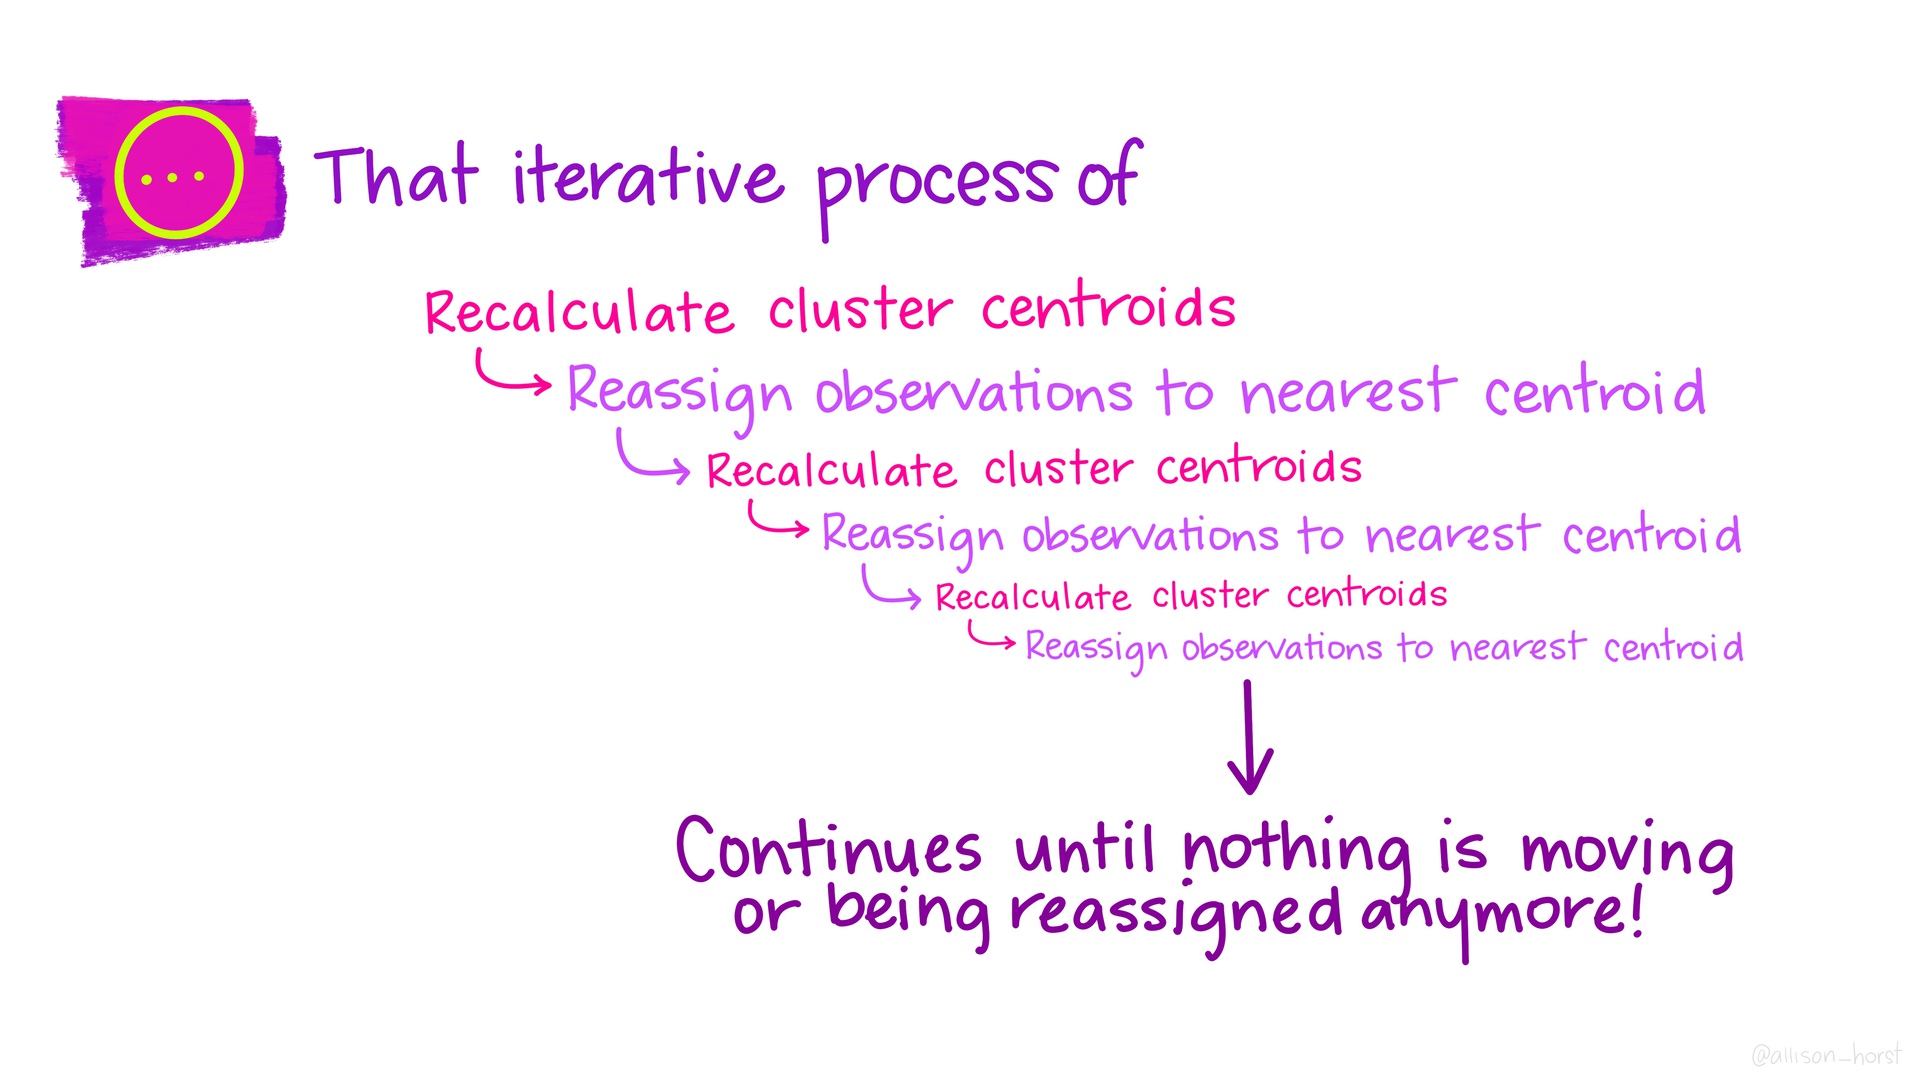 ...
That iterative process of
Recalculate cluster centroids
Reassign observations to nearest centroid
Recalculate cluster centroids
Reassign observations to nearest centroid
Recalculate cluster centroids
Reassign observations to nearest centroid
Continues until nothing is moving
or being reassigned anymore!
@allison_horst